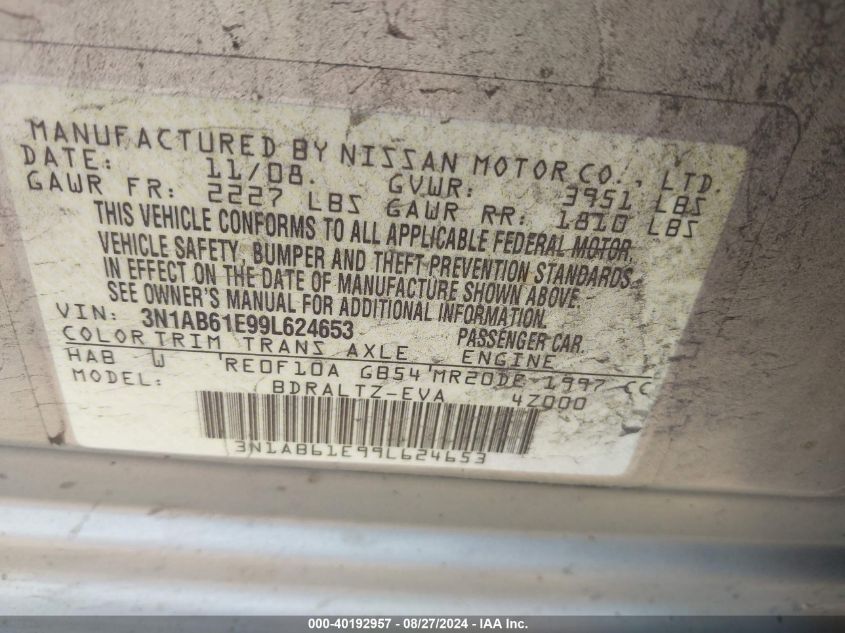 MANUFACTURED BY NISSAN MOTOR CO., LTD.
DATE: 11/08. GVWR: 3951 LBS
GAWR FR: 2227 LBS GAWR RR: 1810 LBS
THIS VEHICLE CONFORMS TO ALL APPLICABLE FEDERAL MOTOR
VEHICLE SAFETY, BUMPER AND THEFT PREVENTION STANDARDS
IN EFFECT ON THE DATE OF MANUFACTURE SHOWN ABOVE.
SEE OWNER'S MANUAL FOR ADDITIONAL INFORMATION.
VIN: 3N1AB61E99L624653 PASSENGER CAR
COLOR TRIM TRANS AXLE ENGINE
HAB W RE0F10A GB54 MR20DE 1997 CC
MODEL: BDRALTZ-EVA 4Z000
3N1AB61E99L624653
000-40192957 - 08/27/2024 - IAA Inc.